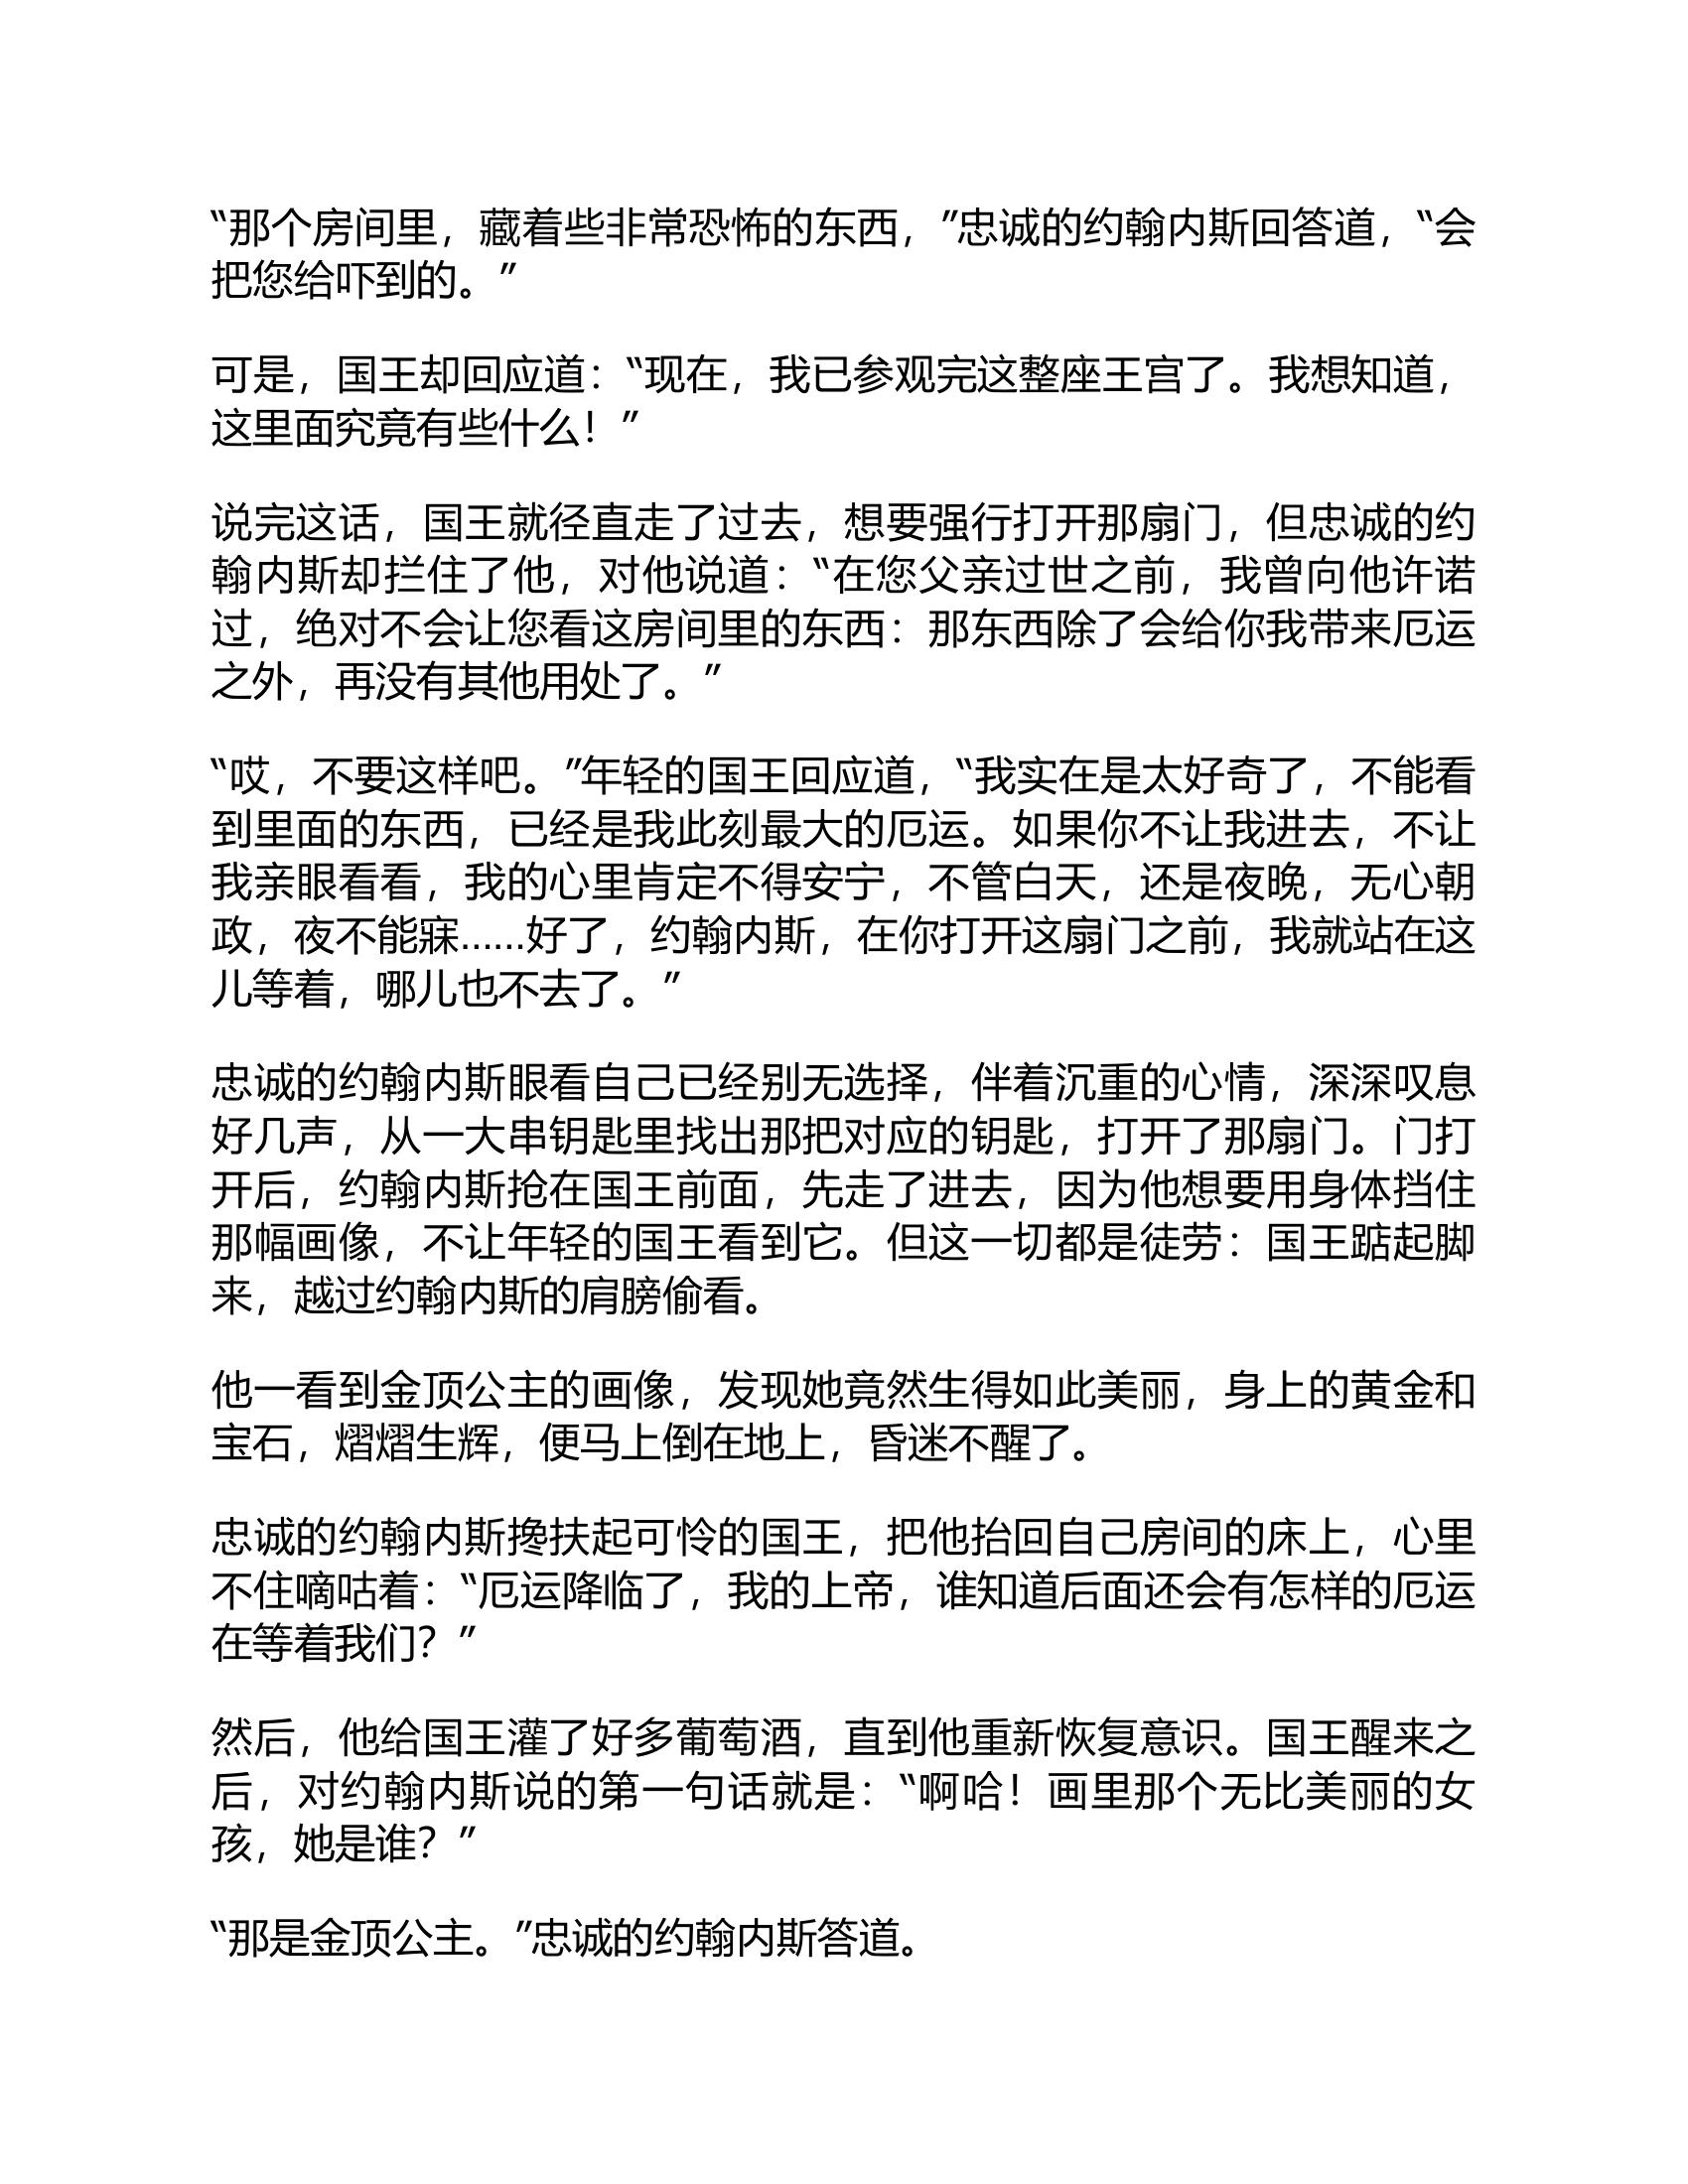 “那个房间里，藏着些非常恐怖的东西，”忠诚的约翰内斯回答道，“会
把您给吓到的。”
可是，国王却回应道：“现在，我已参观完这整座王宫了。我想知道，
这里面究竟有些什么！”
说完这话，国王就径直走了过去，想要强行打开那扇门，但忠诚的约
翰内斯却拦住了他，对他说道：“在您父亲过世之前，我曾向他许诺
过，绝对不会让您看这房间里的东西：那东西除了会给你我带来厄运
之外，再没有其他用处了。”
“哎，不要这样吧。”年轻的国王回应道，“我实在是太好奇了，不能看
到里面的东西，已经是我此刻最大的厄运。如果你不让我进去，不让
我亲眼看看，我的心里肯定不得安宁，不管白天，还是夜晚，无心朝
政，夜不能寐……好了，约翰内斯，在你打开这扇门之前，我就站在这
儿等着，哪儿也不去了。”
忠诚的约翰内斯眼看自己已经别无选择，伴着沉重的心情，深深叹息
好几声，从一大串钥匙里找出那把对应的钥匙，打开了那扇门。门打
开后，约翰内斯抢在国王前面，先走了进去，因为他想要用身体挡住
那幅画像，不让年轻的国王看到它。但这一切都是徒劳：国王踮起脚
来，越过约翰内斯的肩膀偷看。
他一看到金顶公主的画像，发现她竟然生得如此美丽，身上的黄金和
宝石，熠熠生辉，便马上倒在地上，昏迷不醒了。
忠诚的约翰内斯搀扶起可怜的国王，把他抬回自己房间的床上，心里
不住嘀咕着：“厄运降临了，我的上帝，谁知道后面还会有怎样的厄运
在等着我们？”
然后，他给国王灌了好多葡萄酒，直到他重新恢复意识。国王醒来之
后，对约翰内斯说的第一句话就是：“啊哈！画里那个无比美丽的女
孩，她是谁？”
“那是金顶公主。”忠诚的约翰内斯答道。